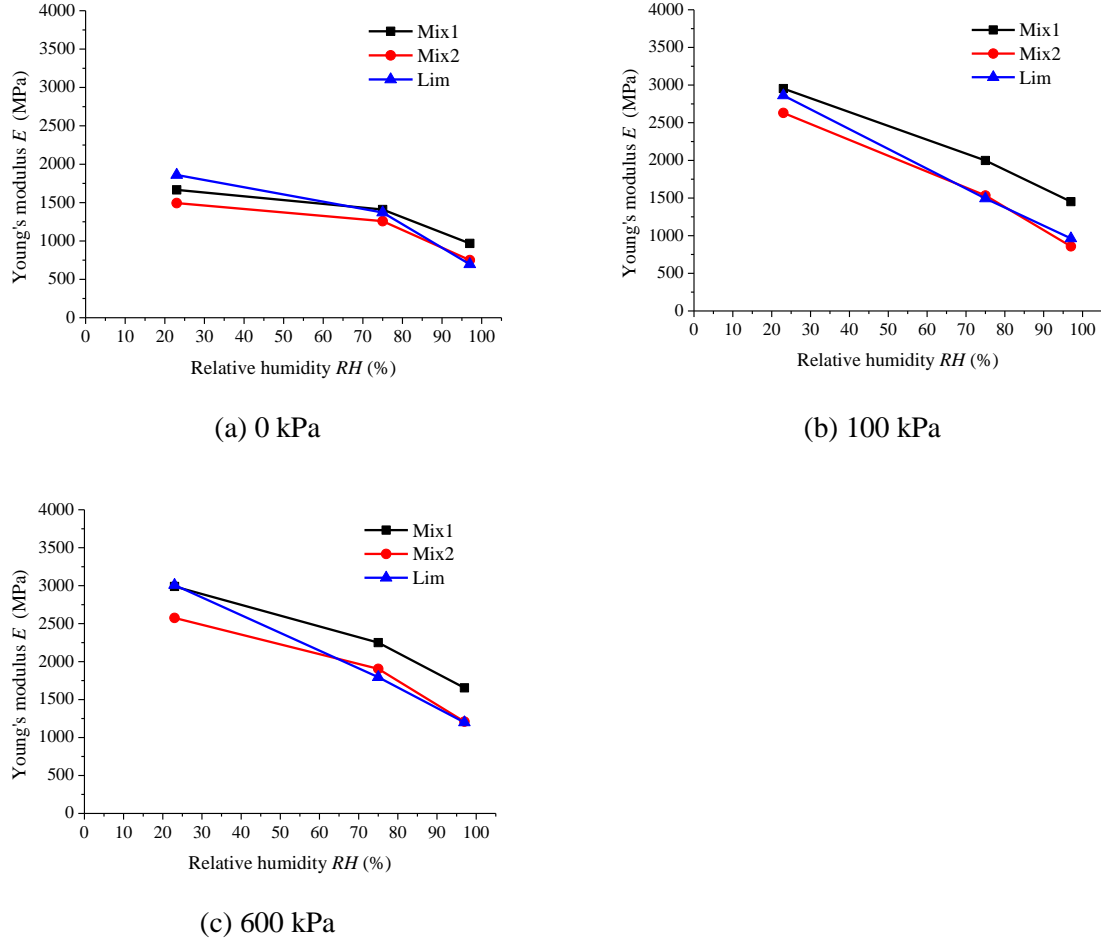 4000
3500
3000
2500
2000
1500
1000
500
0
Young's modulus E (MPa)
Mix1
Mix2
Lim
0 10 20 30 40 50 60 70 80 90 100
Relative humidity RH (%)
(a) 0 kPa
4000
3500
3000
2500
2000
1500
1000
500
0
Young's modulus E (MPa)
Mix1
Mix2
Lim
0 10 20 30 40 50 60 70 80 90 100
Relative humidity RH (%)
(b) 100 kPa
4000
3500
3000
2500
2000
1500
1000
500
0
Young's modulus E (MPa)
Mix1
Mix2
Lim
0 10 20 30 40 50 60 70 80 90 100
Relative humidity RH (%)
(c) 600 kPa